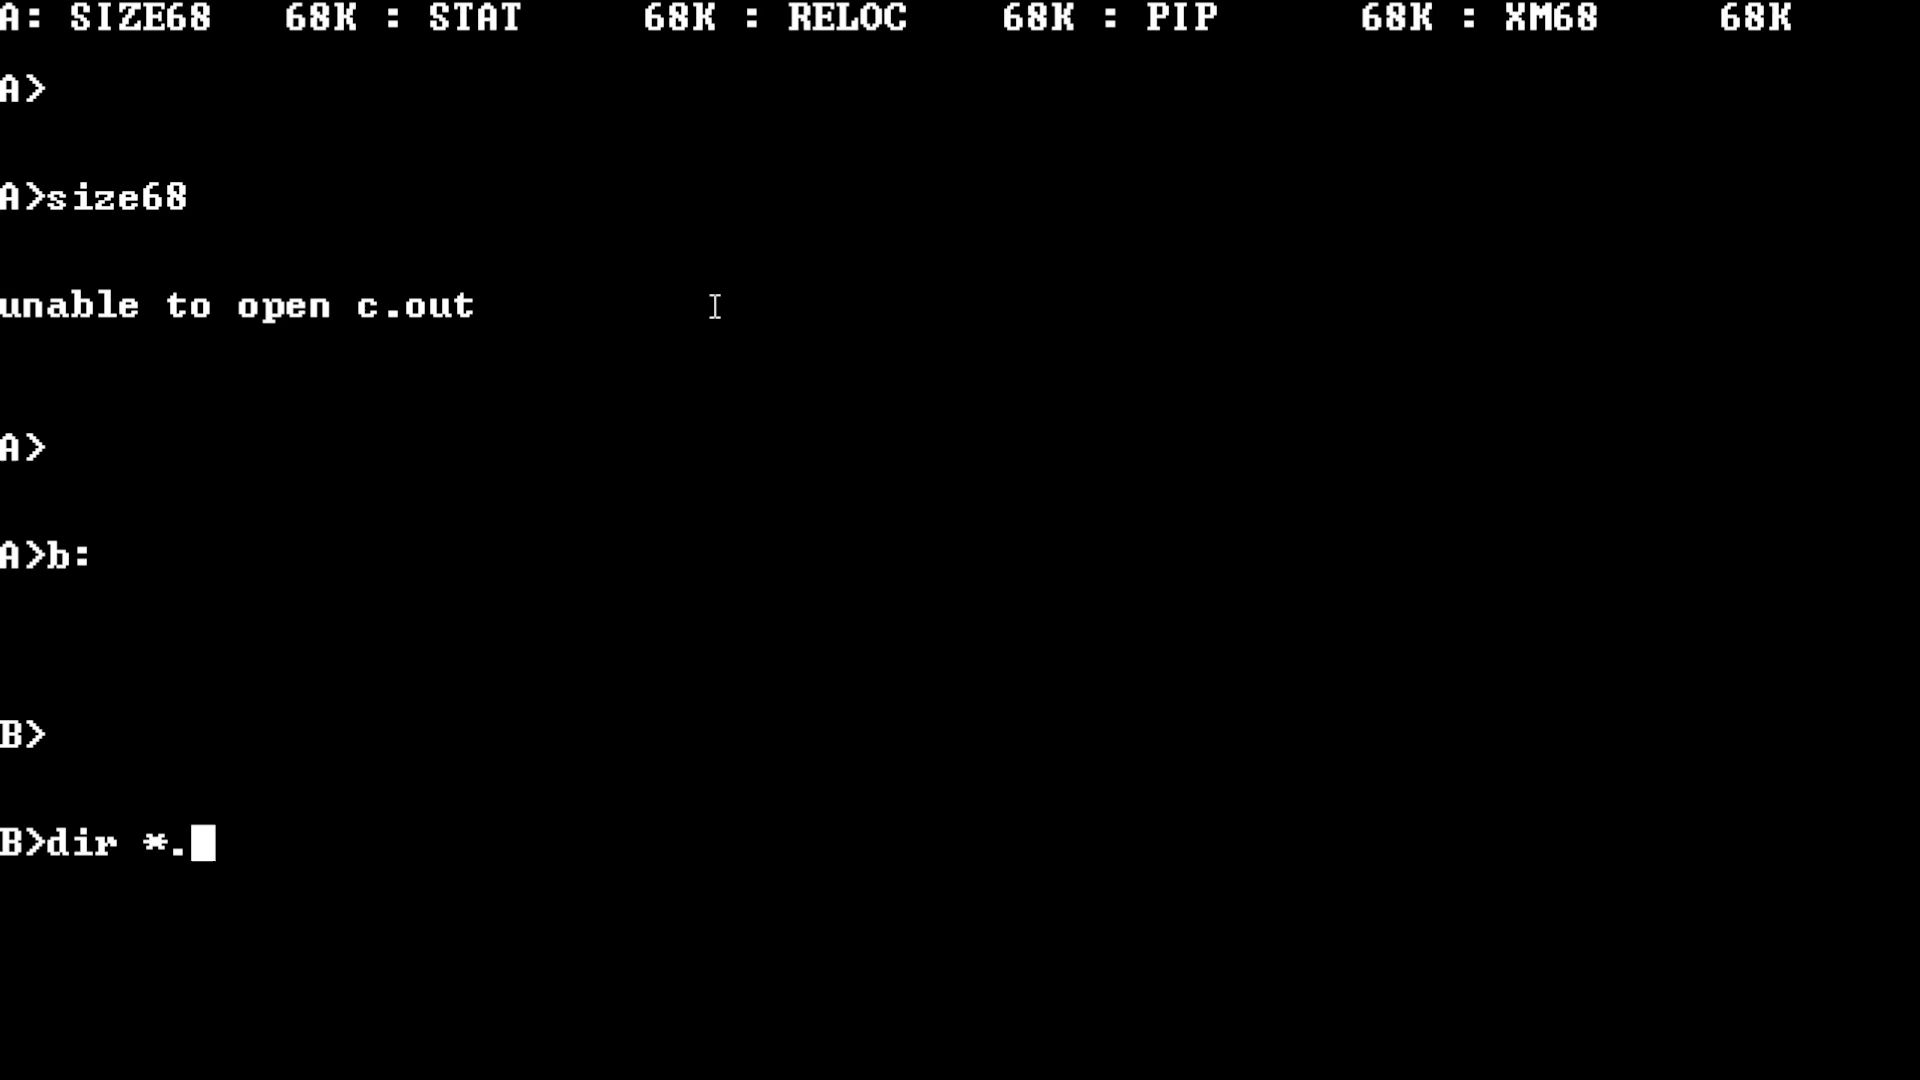 A: SIZE68   68K : STAT     68K : RELOC    68K : PIP      68K : XM68     68K
A>
A>size68
unable to open c.out
A>
A>b:
B>
B>dir *.